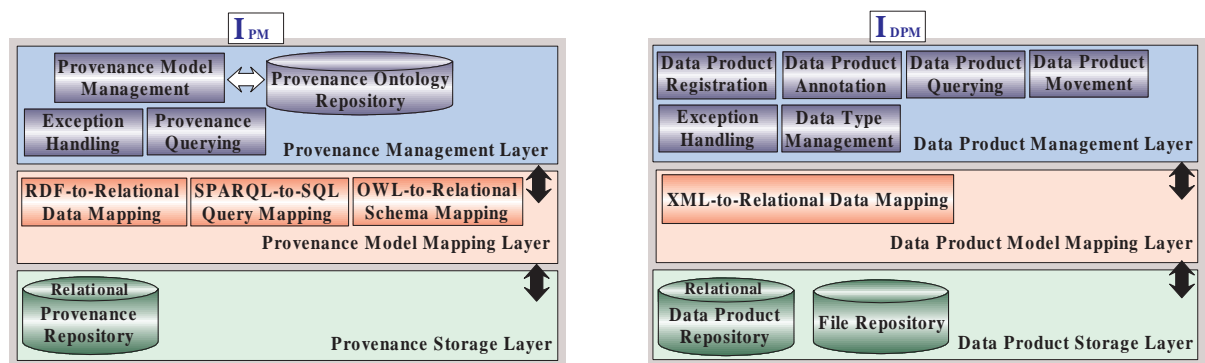 I PM
Provenance Model
Management
Provenance Ontology
Repository
Exception
Handling
Provenance
Querying
Provenance Management Layer
RDF-to-Relational
Data Mapping
SPARQL-to-SQL
Query Mapping
OWL-to-Relational
Schema Mapping
Provenance Model Mapping Layer
Relational
Provenance
Repository
Provenance Storage Layer
I DPM
Data Product
Registration
Data Product
Annotation
Data Product
Querying
Data Product
Movement
Exception
Handling
Data Type
Management
Data Product Management Layer
XML-to-Relational Data Mapping
Data Product Model Mapping Layer
Relational
Data Product
Repository
File Repository
Data Product Storage Layer